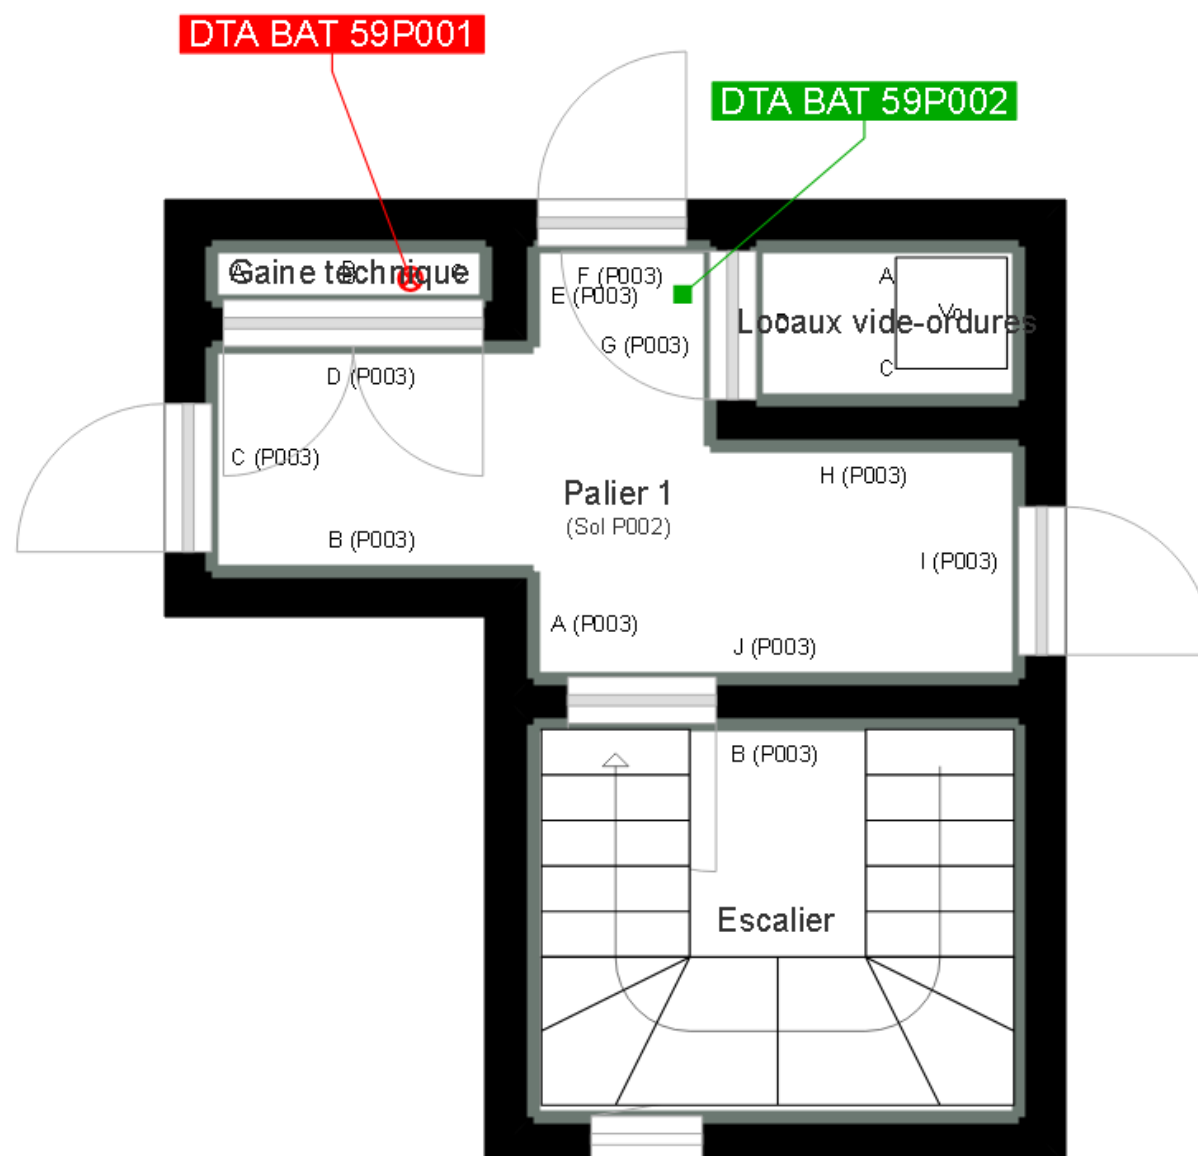 DTA BAT 59P001
DTA BAT 59P002
A B C
Gaine technique
F (P003)
E (P003)
G (P003)
A
Vo
Locaux vide-ordures
C
D (P003)
C (P003)
B (P003)
Palier 1
(Sol P002)
H (P003)
I (P003)
A (P003)
J (P003)
B (P003)
Escalier